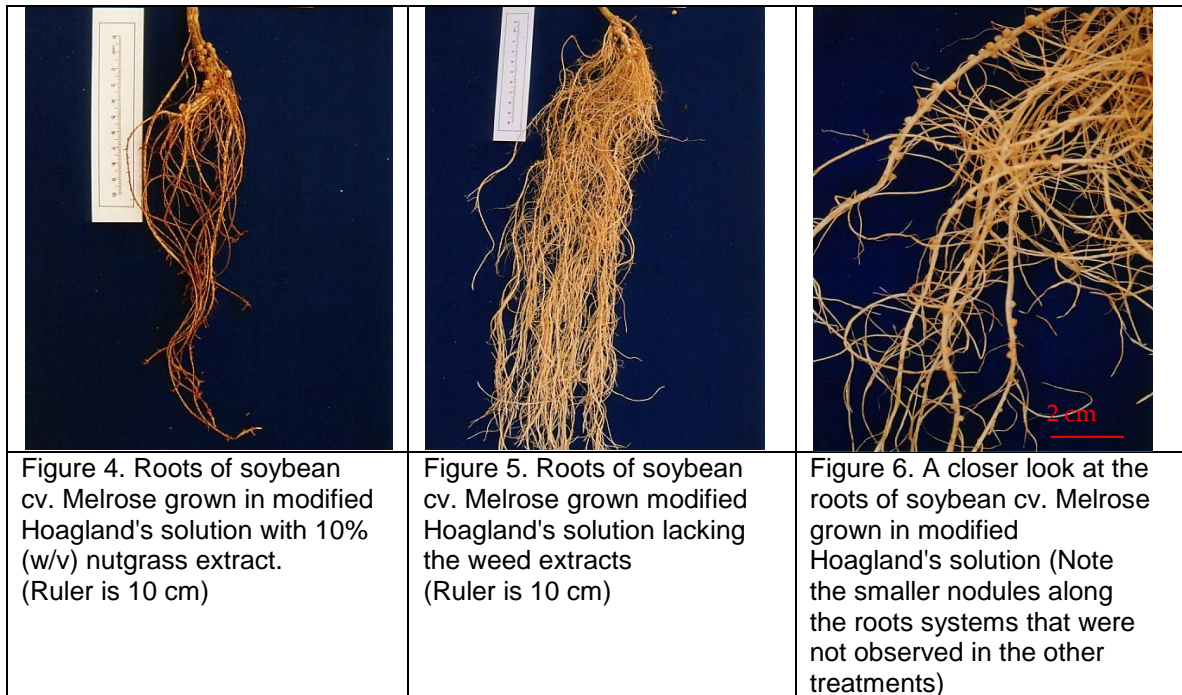 2 cm
Figure 4. Roots of soybean
cv. Melrose grown in modified
Hoagland's solution with 10%
(w/v) nutgrass extract.
(Ruler is 10 cm)
Figure 5. Roots of soybean
cv. Melrose grown modified
Hoagland's solution lacking
the weed extracts
(Ruler is 10 cm)
Figure 6. A closer look at the
roots of soybean cv. Melrose
grown in modified
Hoagland's solution (Note
the smaller nodules along
the roots systems that were
not observed in the other
treatments)